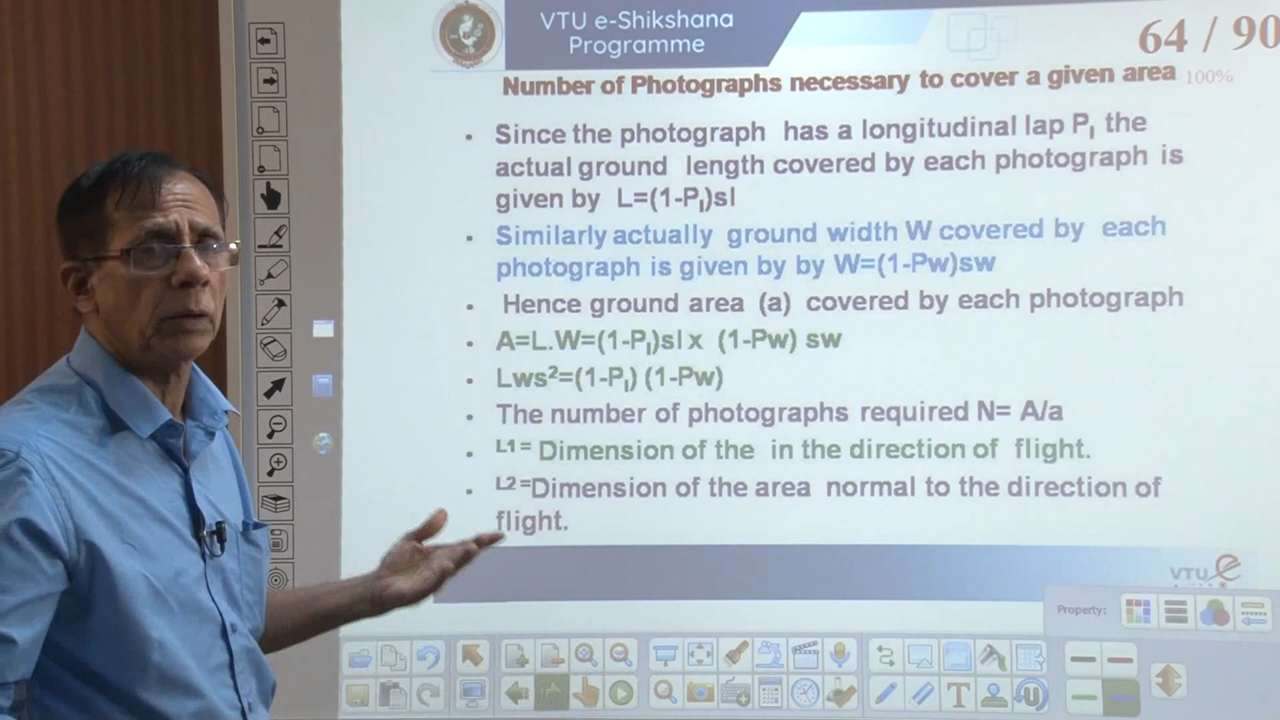 VTU e-Shikshana
Programme
64 / 90
Number of Photographs necessary to cover a given area
100%
• Since the photograph has a longitudinal lap Pl the
actual ground length covered by each photograph is
given by L=(1-Pl)sl
• Similarly actually ground width W covered by each
photograph is given by by W=(1-Pw)sw
• Hence ground area (a) covered by each photograph
• A=L.W=(1-Pl)sl x (1-Pw) sw
• Lws²=(1-Pl) (1-Pw)
• The number of photographs required N= A/a
• L1= Dimension of the in the direction of flight.
• L2=Dimension of the area normal to the direction of
flight.
VTU e
Property: